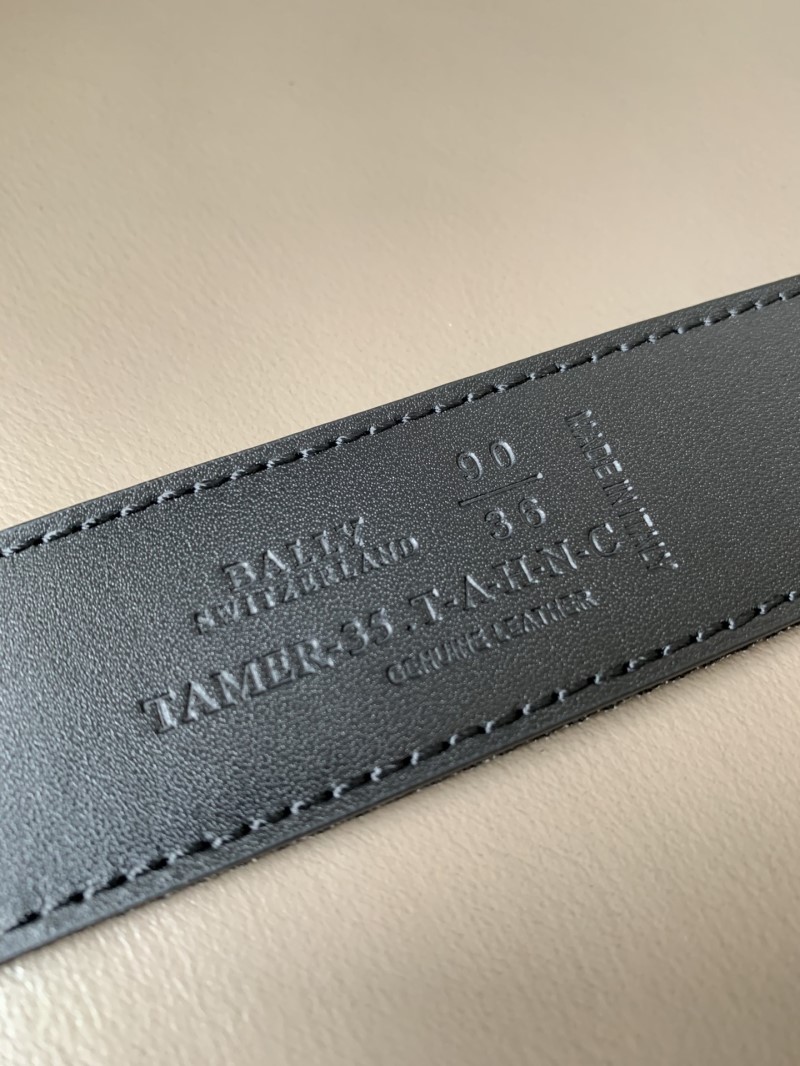 BALLY
SWITZERLAND
90
36
MADE IN ITALY
TAMER-35.T-A-H-N-C
GENUINE LEATHER